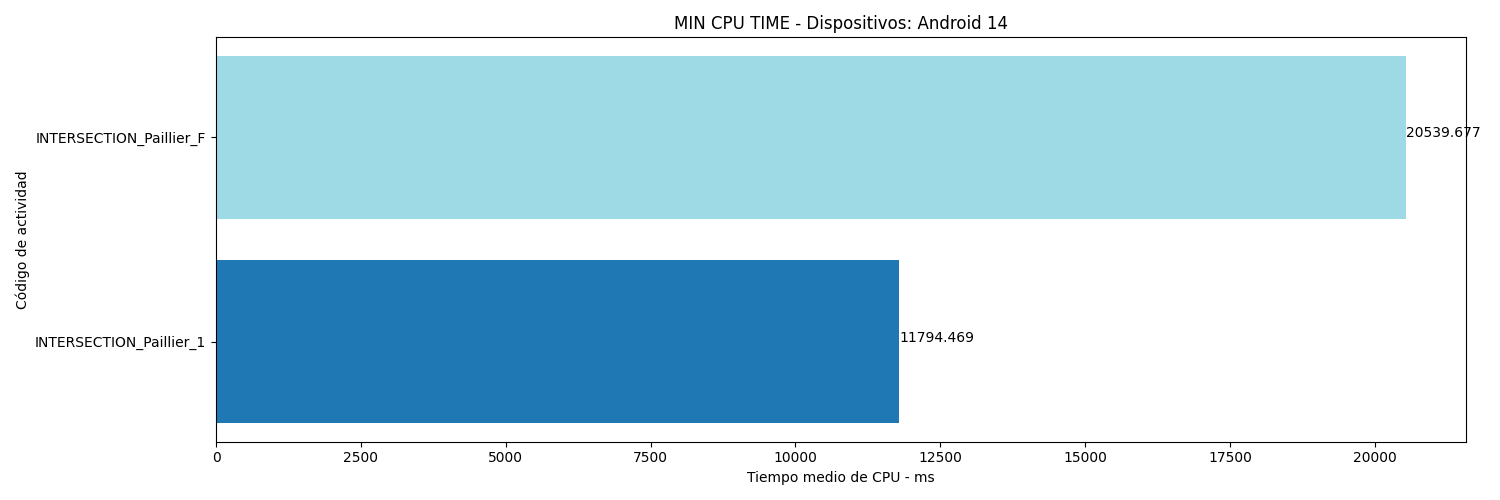 MIN CPU TIME - Dispositivos: Android 14
Código de actividad
INTERSECTION_Paillier_F
20539.677
INTERSECTION_Paillier_1
11794.469
0 2500 5000 7500 10000 12500 15000 17500 20000
Tiempo medio de CPU - ms